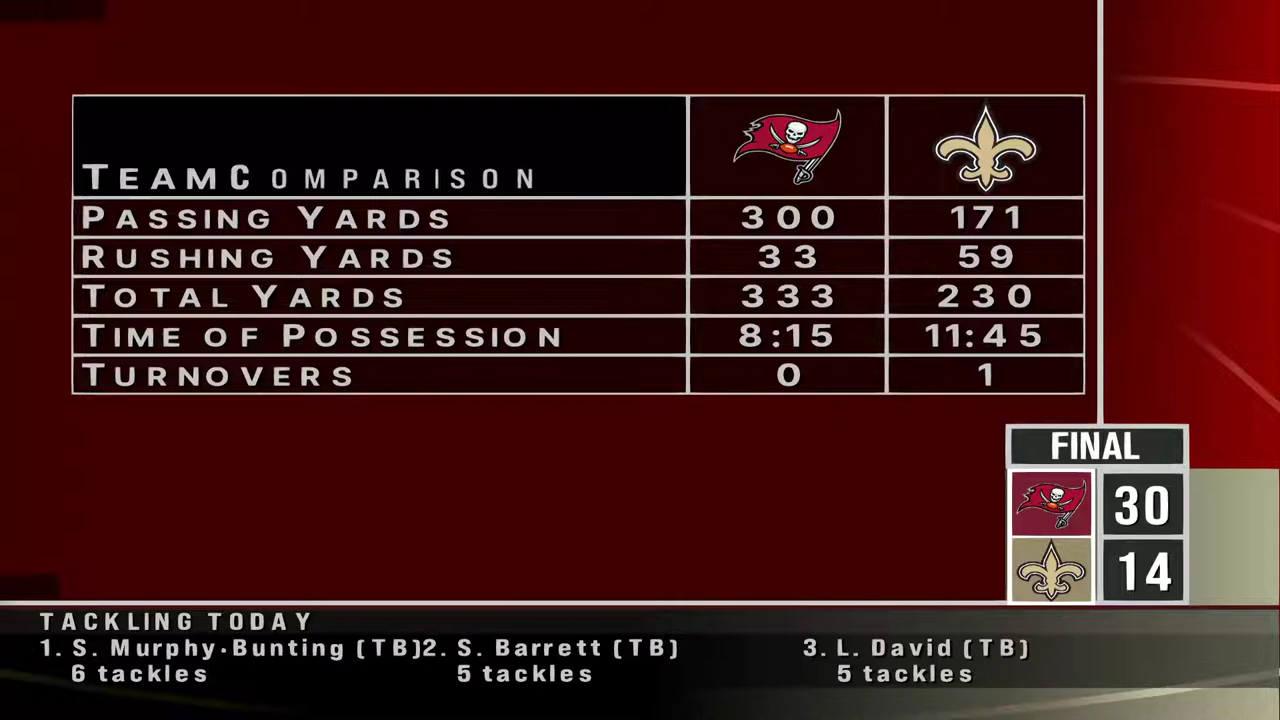 TEAM COMPARISON
PASSING YARDS 300 171
RUSHING YARDS 33 59
TOTAL YARDS 333 230
TIME OF POSSESSION 8:15 11:45
TURNOVERS 0 1
FINAL
30
14
TACKLING TODAY
1. S. Murphy-Bunting (TB) 2. S. Barrett (TB) 3. L. David (TB)
6 tackles 5 tackles 5 tackles